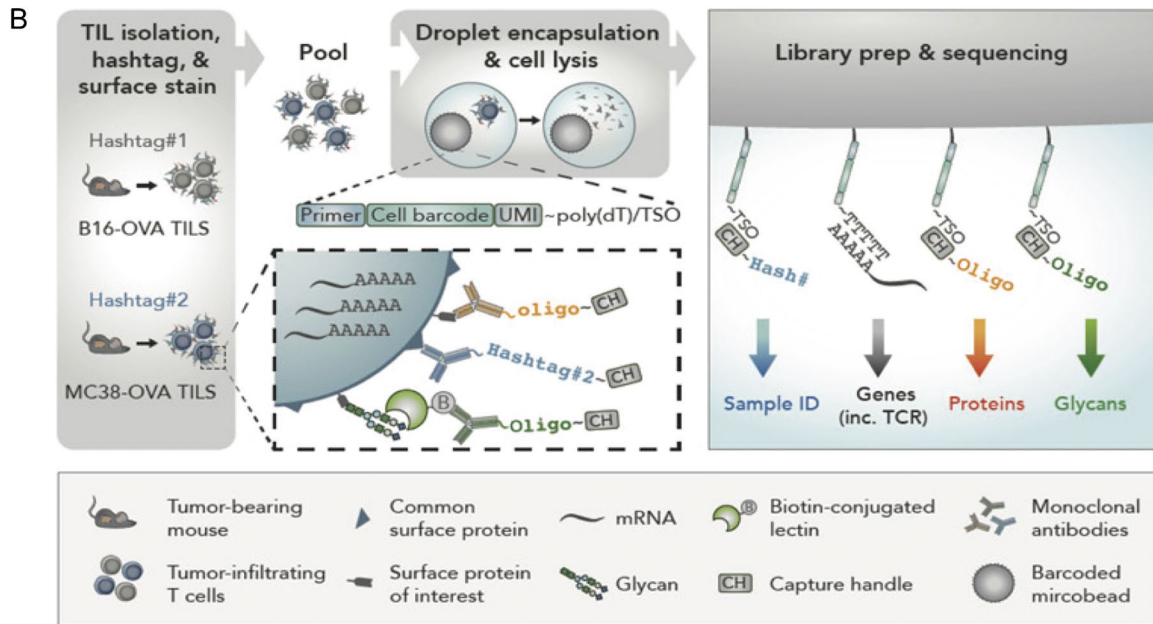 B
TIL isolation,
hashtag, &
surface stain
Hashtag#1
B16-OVA TILS
Hashtag#2
MC38-OVA TILS
Pool
Droplet encapsulation
& cell lysis
Primer Cell barcode UMI ~poly(dT)/TSO
AAAAA
AAAAA
AAAAA
oligo~CH
Hashtag#2~CH
B
Oligo~CH
Library prep & sequencing
~TSO
CH~Hash#
~TTTTT
AAAAA
~TSO
CH~Oligo
~TSO
CH~Oligo
Sample ID
Genes
(inc. TCR)
Proteins
Glycans
Tumor-bearing
mouse
Common
surface protein
mRNA
B
Biotin-conjugated
lectin
Monoclonal
antibodies
Tumor-infiltrating
T cells
Surface protein
of interest
Glycan
CH
Capture handle
Barcoded
mircobead